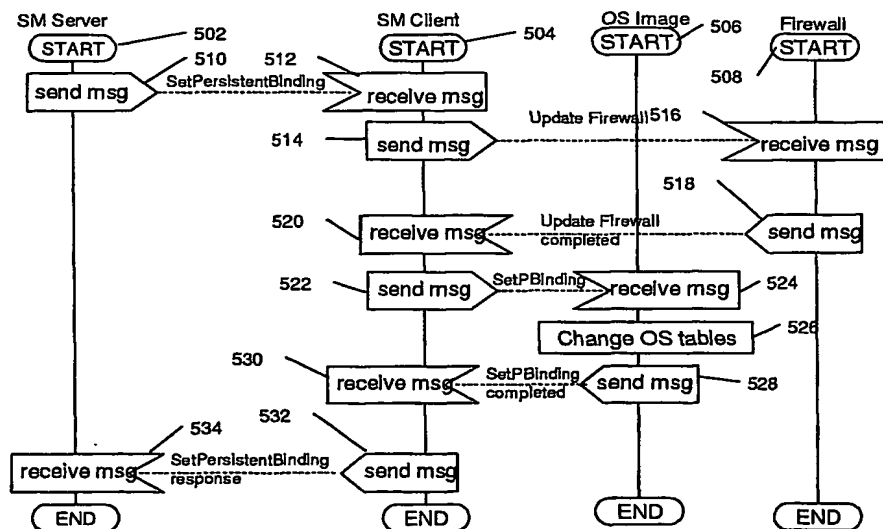 SM Server
SM Client
OS Image
Firewall
START
502
START
504
START
506
START
508
510
512
send msg
SetPersistentBinding
receive msg
514
send msg
Update Firewall
516
receive msg
518
520
receive msg
Update Firewall
completed
send msg
522
send msg
SetPBinding
receive msg
524
Change OS tables
526
530
receive msg
SetPBinding
completed
send msg
528
534
532
receive msg
SetPersistentBinding
response
send msg
END
END
END
END